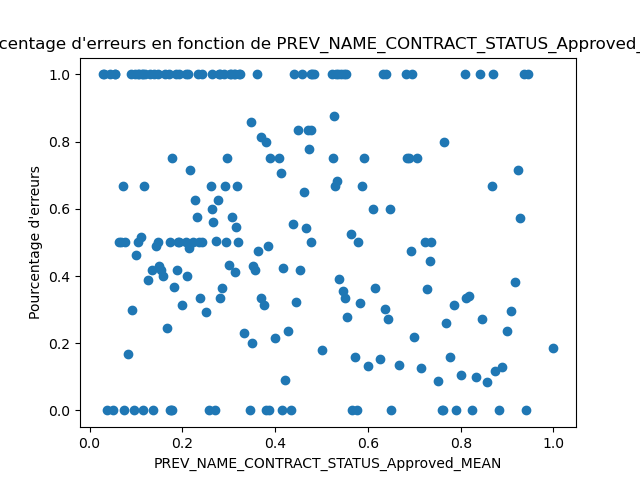 centage d'erreurs en fonction de PREV_NAME_CONTRACT_STATUS_Approved_
1.0
0.8
0.6
0.4
0.2
0.0
Pourcentage d'erreurs
0.0 0.2 0.4 0.6 0.8 1.0
PREV_NAME_CONTRACT_STATUS_Approved_MEAN